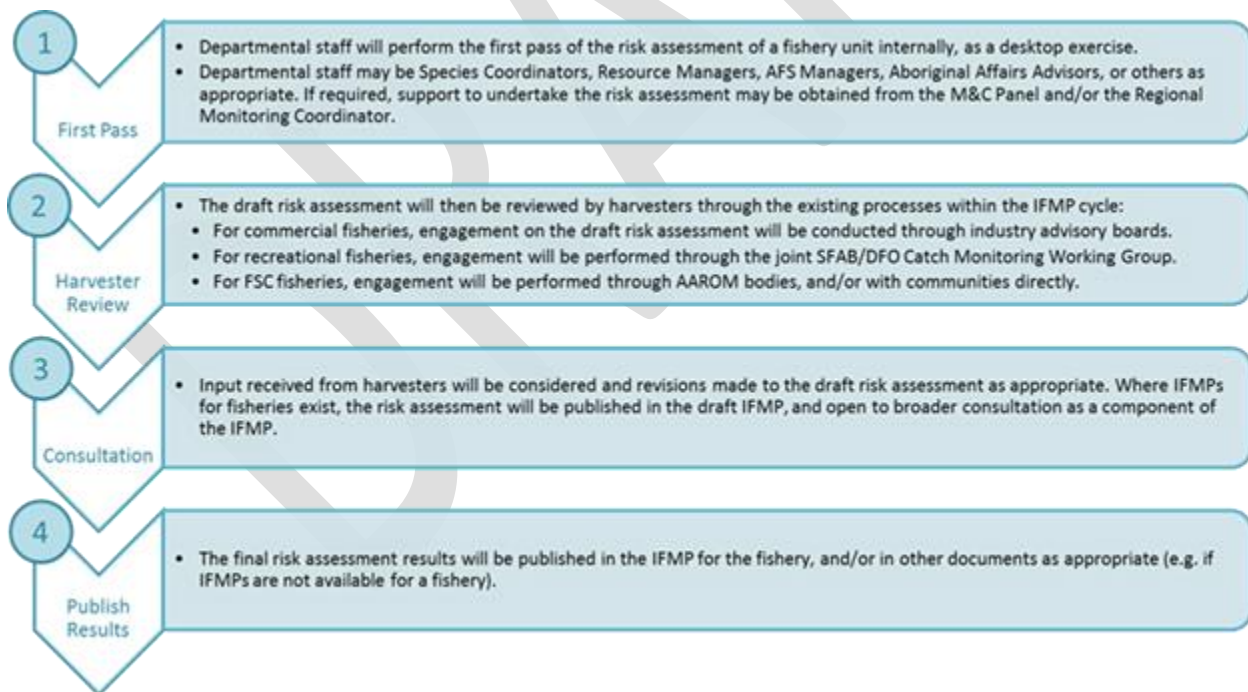 1
First Pass
• Departmental staff will perform the first pass of the risk assessment of a fishery unit internally, as a desktop exercise.
• Departmental staff may be Species Coordinators, Resource Managers, AFS Managers, Aboriginal Affairs Advisors, or others as
appropriate. If required, support to undertake the risk assessment may be obtained from the M&C Panel and/or the Regional
Monitoring Coordinator.
2
Harvester
Review
• The draft risk assessment will then be reviewed by harvesters through the existing processes within the IFMP cycle:
• For commercial fisheries, engagement on the draft risk assessment will be conducted through industry advisory boards.
• For recreational fisheries, engagement will be performed through the joint SFAB/DFO Catch Monitoring Working Group.
• For FSC fisheries, engagement will be performed through AAROM bodies, and/or with communities directly.
3
Consultation
• Input received from harvesters will be considered and revisions made to the draft risk assessment as appropriate. Where IFMPs
for fisheries exist, the risk assessment will be published in the draft IFMP, and open to broader consultation as a component of
the IFMP.
4
Publish
Results
• The final risk assessment results will be published in the IFMP for the fishery, and/or in other documents as appropriate (e.g. if
IFMPs are not available for a fishery).